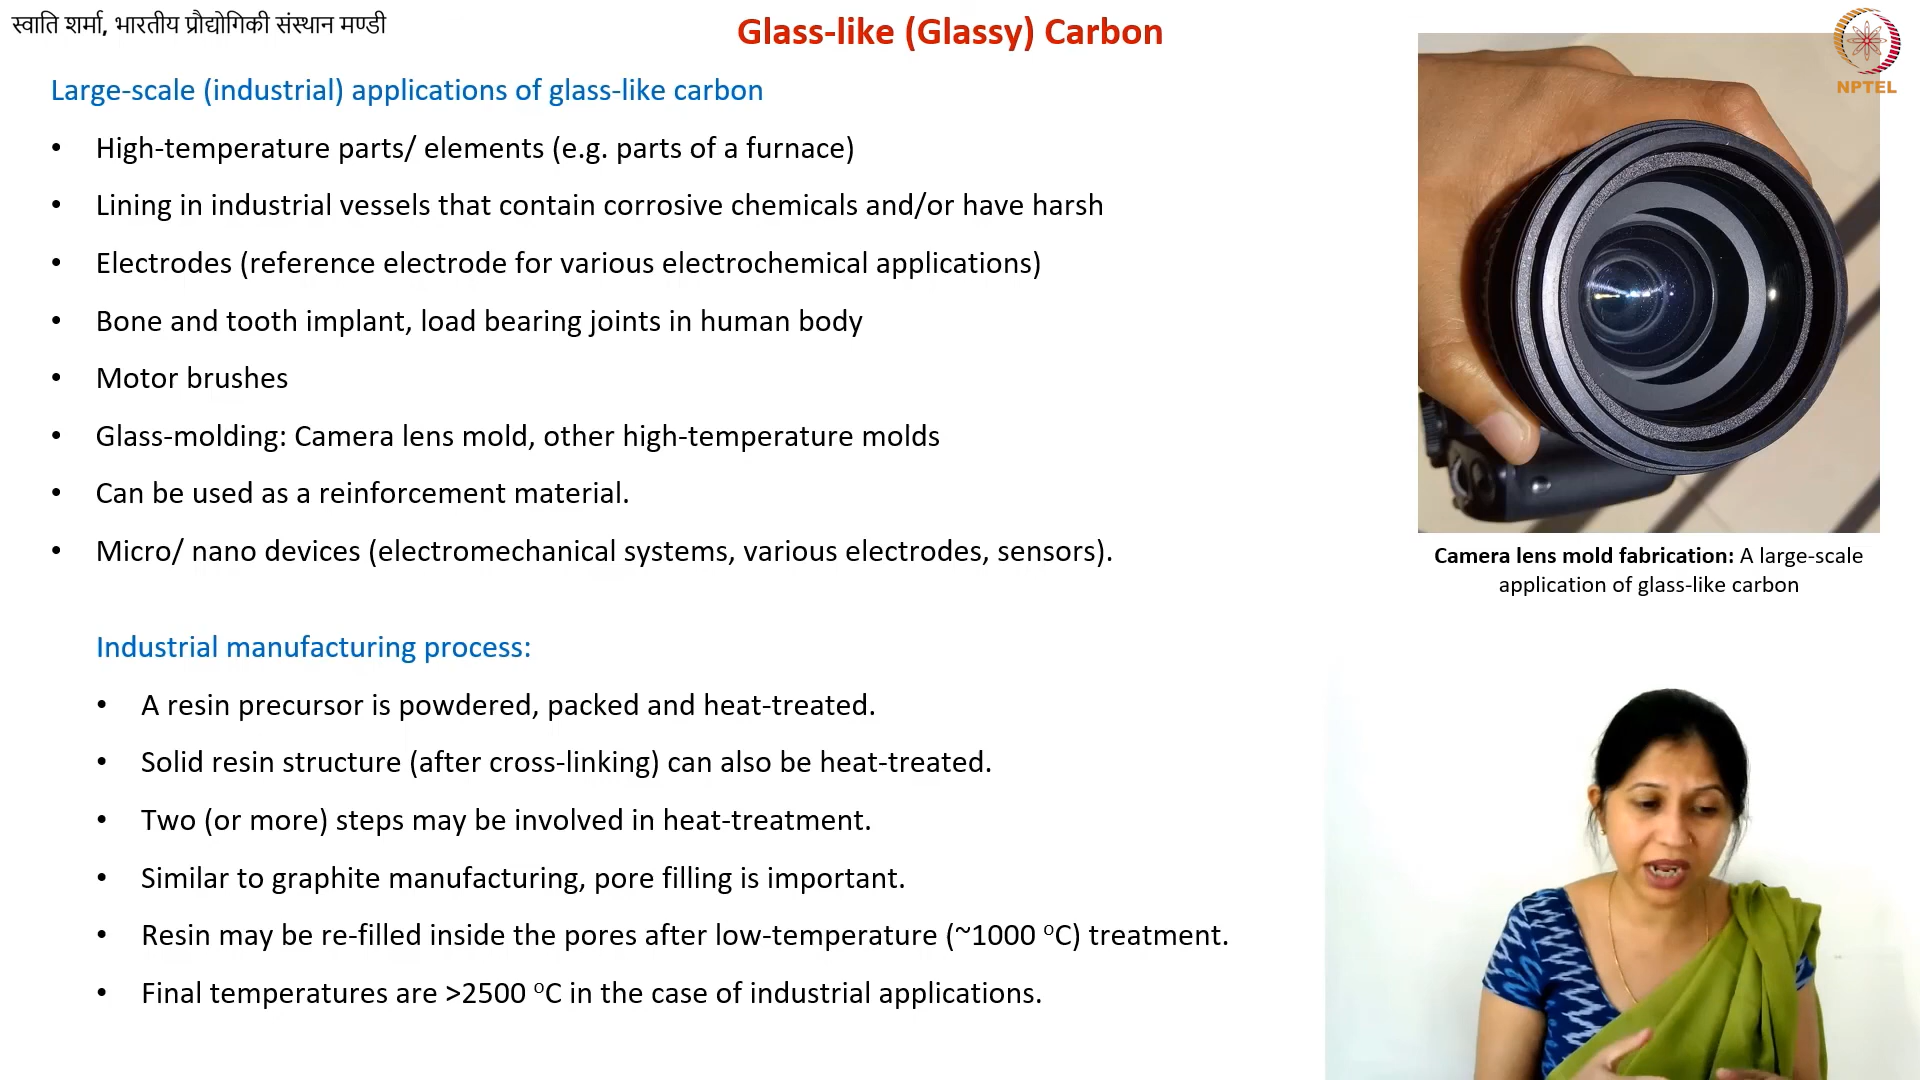 स्वाति शर्मा, भारतीय प्रौद्योगिकी संस्थान मण्डी
Glass-like (Glassy) Carbon
NPTEL
Large-scale (industrial) applications of glass-like carbon
• High-temperature parts/ elements (e.g. parts of a furnace)
• Lining in industrial vessels that contain corrosive chemicals and/or have harsh
• Electrodes (reference electrode for various electrochemical applications)
• Bone and tooth implant, load bearing joints in human body
• Motor brushes
• Glass-molding: Camera lens mold, other high-temperature molds
• Can be used as a reinforcement material.
• Micro/ nano devices (electromechanical systems, various electrodes, sensors).
Camera lens mold fabrication: A large-scale
application of glass-like carbon
Industrial manufacturing process:
• A resin precursor is powdered, packed and heat-treated.
• Solid resin structure (after cross-linking) can also be heat-treated.
• Two (or more) steps may be involved in heat-treatment.
• Similar to graphite manufacturing, pore filling is important.
• Resin may be re-filled inside the pores after low-temperature (~1000 ºC) treatment.
• Final temperatures are >2500 ºC in the case of industrial applications.